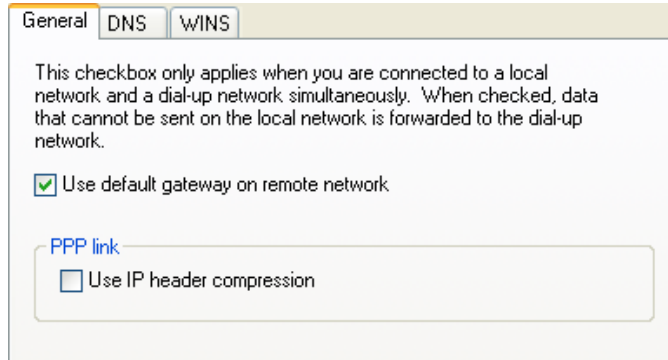 General DNS WINS
This checkbox only applies when you are connected to a local
network and a dial-up network simultaneously.  When checked, data
that cannot be sent on the local network is forwarded to the dial-up
network.
Use default gateway on remote network
PPP link
Use IP header compression